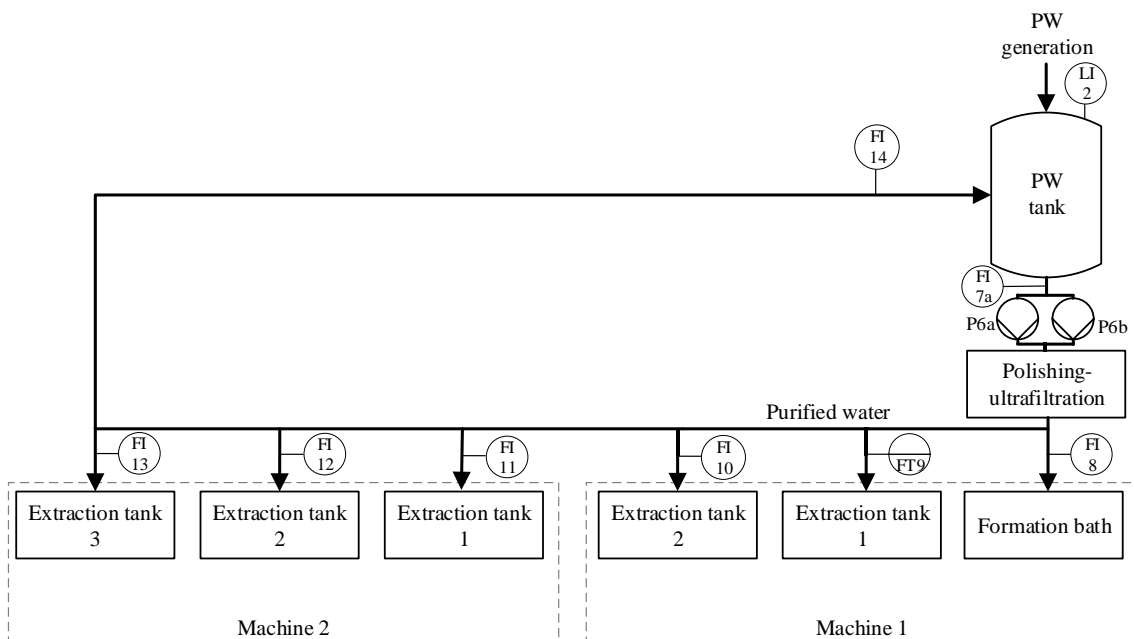 PW
generation
LI
2
FI
14
PW
tank
FI
7a
P6a
P6b
Polishing-
ultrafiltration
Purified water
FI
13
FI
12
FI
11
FI
10
FT9
FI
8
Extraction tank
3
Extraction tank
2
Extraction tank
1
Extraction tank
2
Extraction tank
1
Formation bath
Machine 2
Machine 1